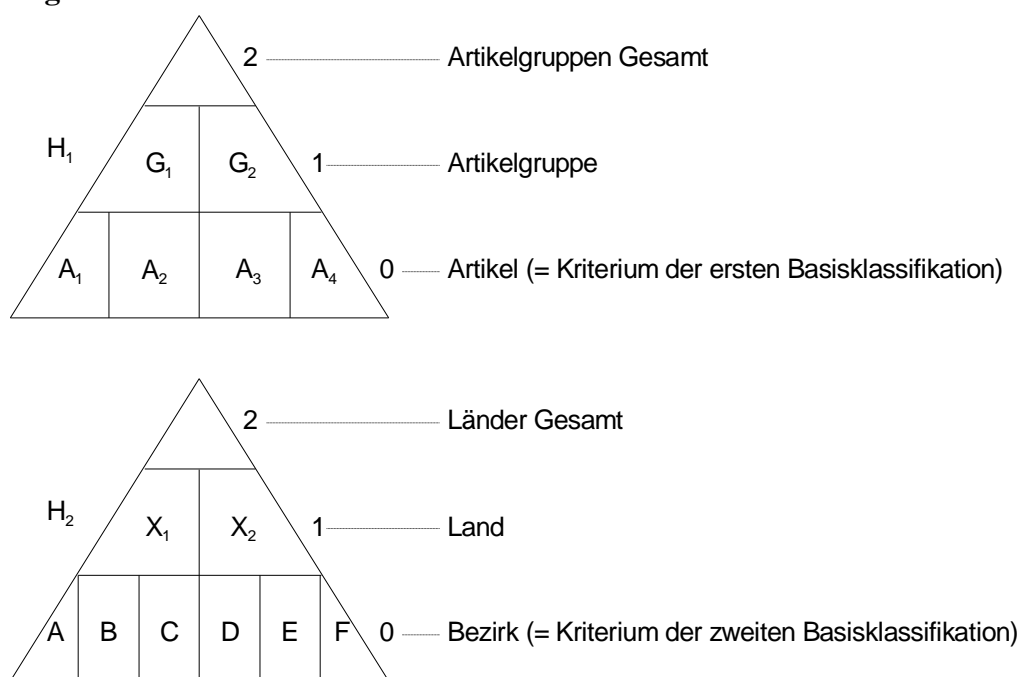 2 Artikelgruppen Gesamt
H₁ G₁ G₂ 1 Artikelgruppe
A₁ A₂ A₃ A₄ 0 Artikel (= Kriterium der ersten Basisklassifikation)
2 Länder Gesamt
H₂ X₁ X₂ 1 Land
A B C D E F 0 Bezirk (= Kriterium der zweiten Basisklassifikation)